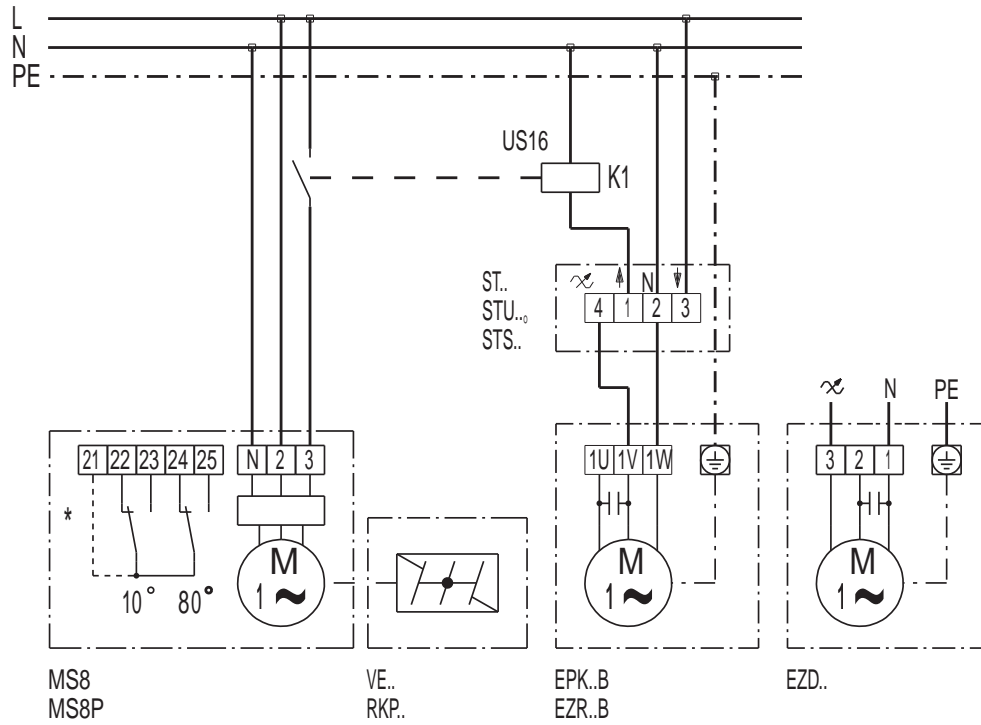 L
N
PE
US16
K1
ST..
STU..
STS..
N
4 1 2 3
N PE
21 22 23 24 25 N 2 3
1U 1V 1W
3 2 1
*
10° 80°
M
1 ~
M
1 ~
M
1 ~
MS8
MS8P
VE..
RKP..
EPK..B
EZR..B
EZD..